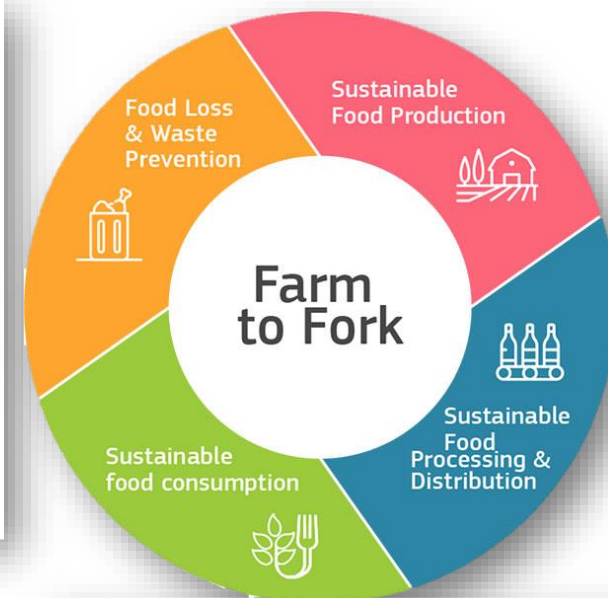 Food Loss
& Waste
Prevention
Sustainable
Food Production
Farm
to Fork
Sustainable
Food
Processing &
Distribution
Sustainable
food consumption